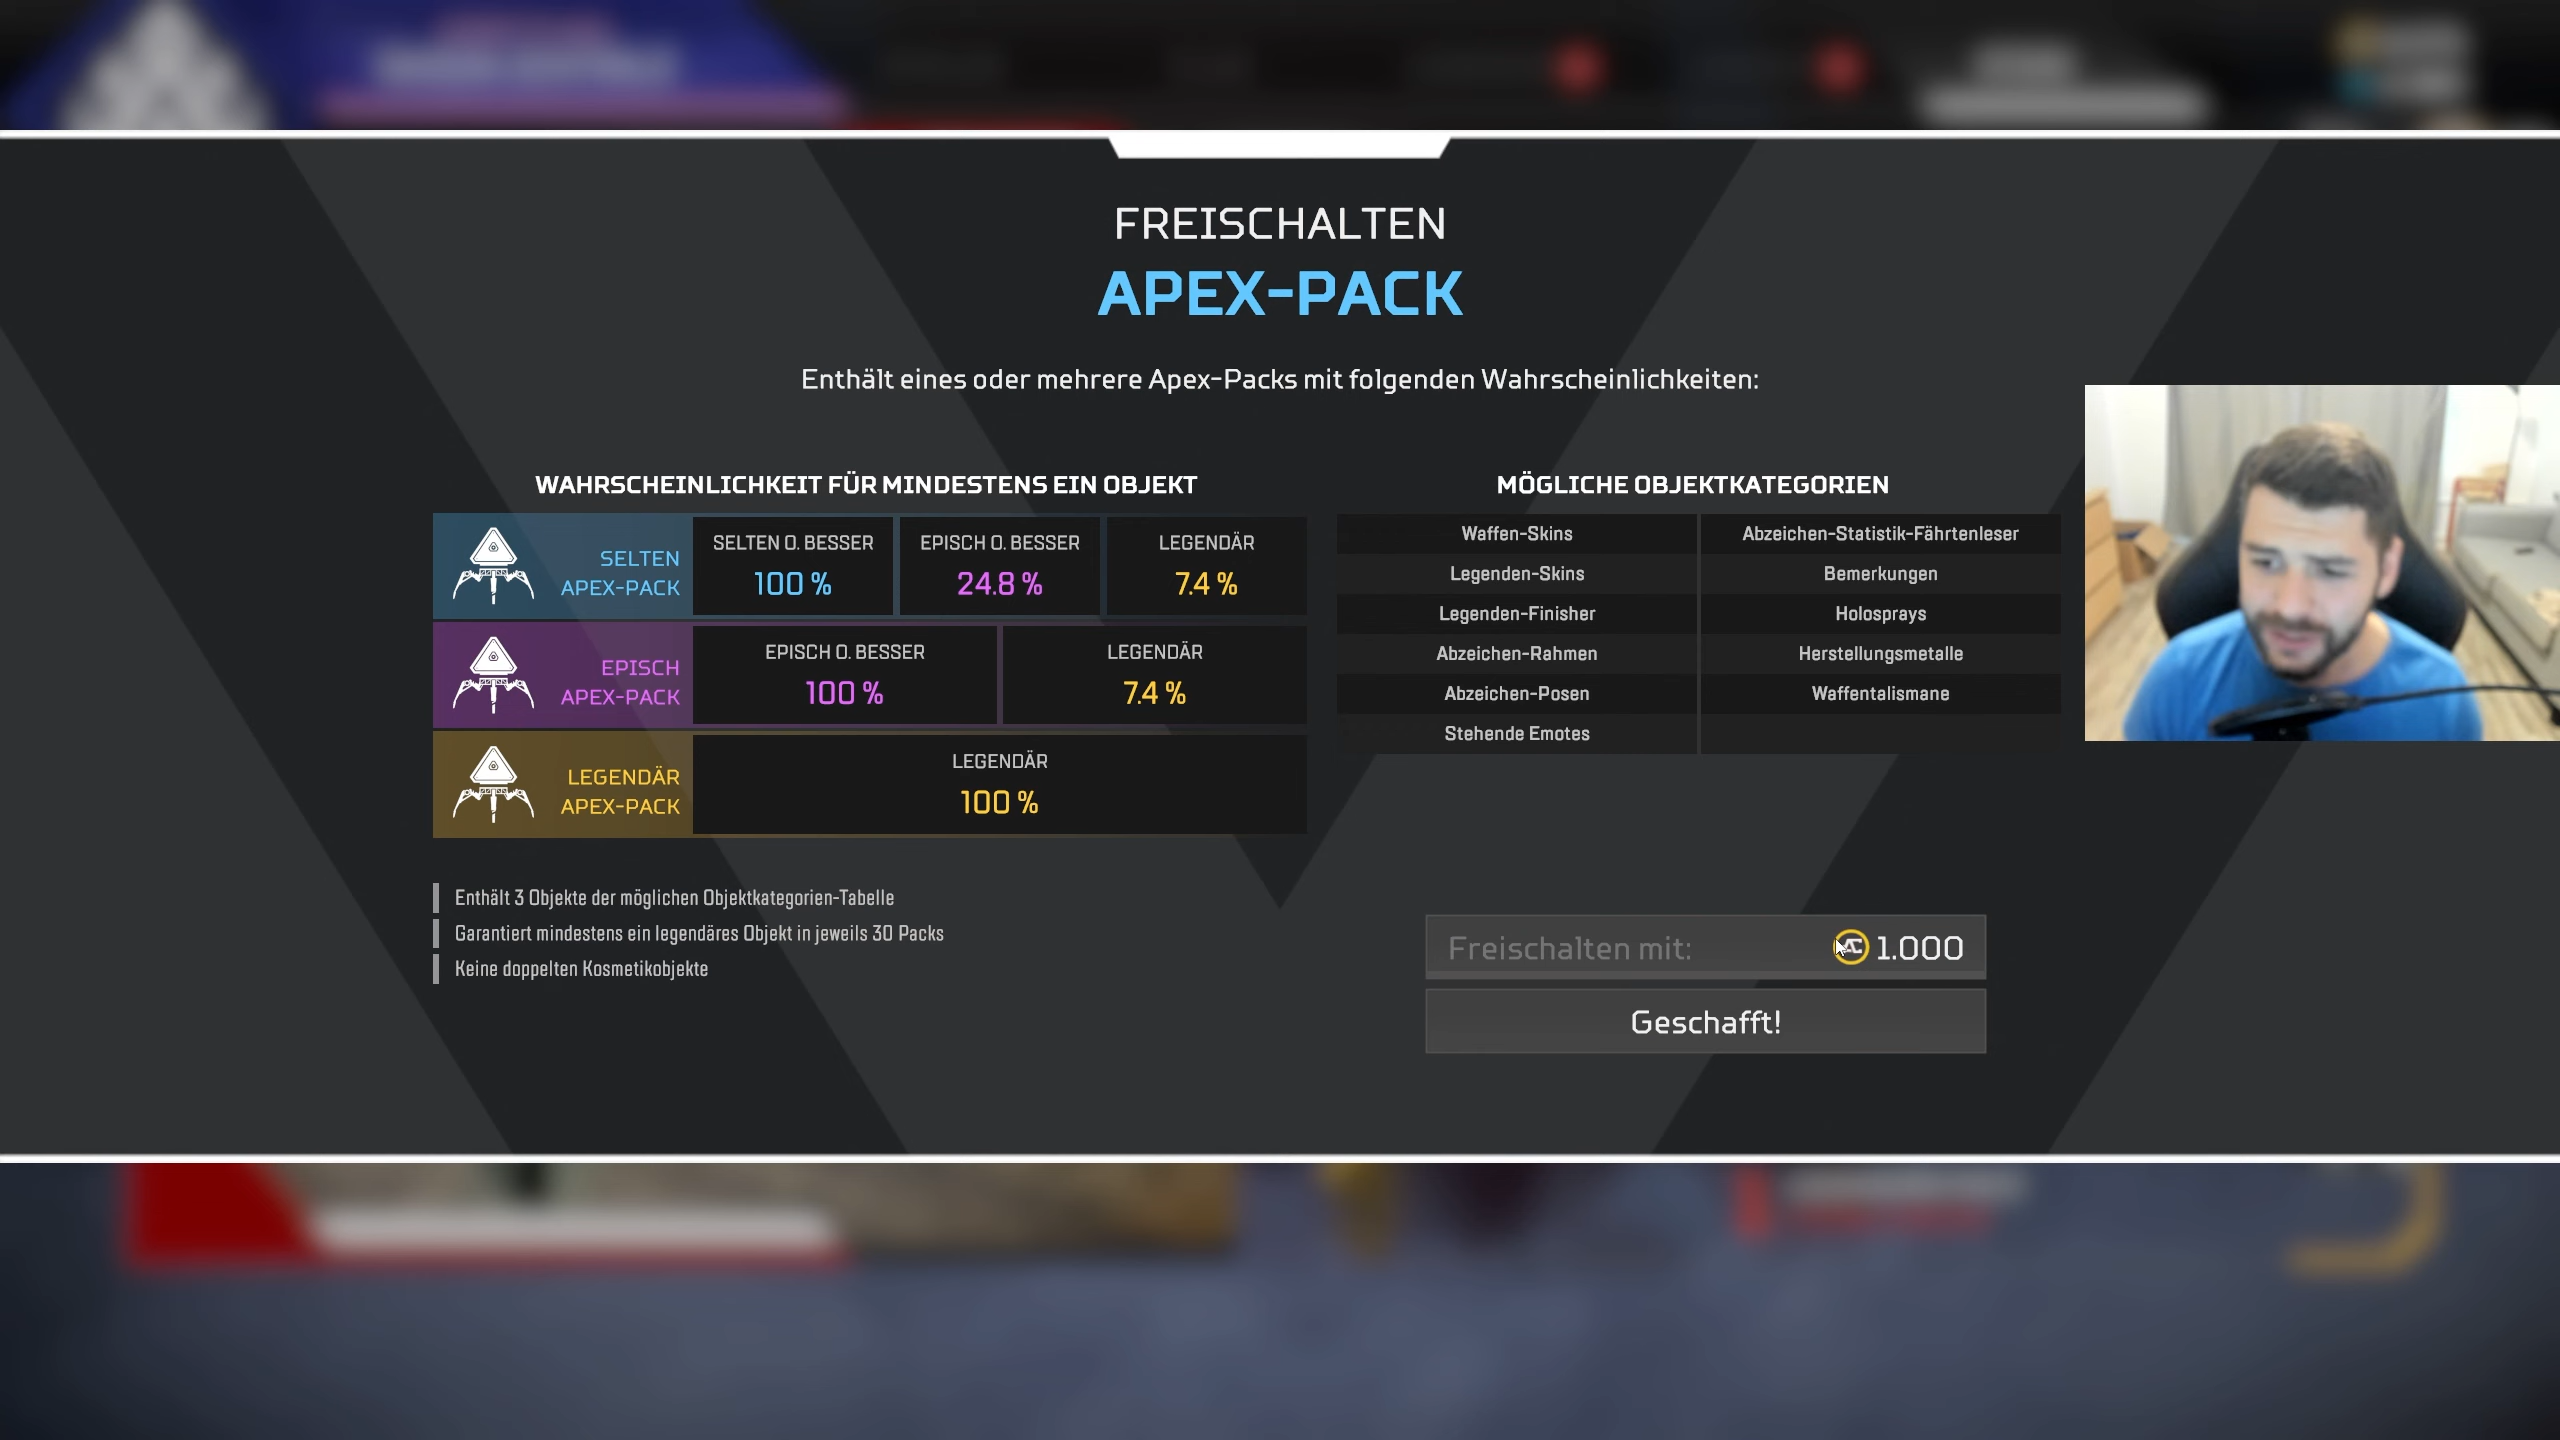 FREISCHALTEN
APEX-PACK
Enthält eines oder mehrere Apex-Packs mit folgenden Wahrscheinlichkeiten:
WAHRSCHEINLICHKEIT FÜR MINDESTENS EIN OBJEKT
SELTEN
APEX-PACK
SELTEN O. BESSER
100 %
EPISCH O. BESSER
24.8 %
LEGENDÄR
7.4 %
EPISCH
APEX-PACK
EPISCH O. BESSER
100 %
LEGENDÄR
7.4 %
LEGENDÄR
APEX-PACK
LEGENDÄR
100 %
Enthält 3 Objekte der möglichen Objektkategorien-Tabelle
Garantiert mindestens ein legendäres Objekt in jeweils 30 Packs
Keine doppelten Kosmetikobjekte
MÖGLICHE OBJEKTKATEGORIEN
Waffen-Skins
Abzeichen-Statistik-Fährtenleser
Legenden-Skins
Bemerkungen
Legenden-Finisher
Holosprays
Abzeichen-Rahmen
Herstellungsmetalle
Abzeichen-Posen
Waffentalismane
Stehende Emotes
Freischalten mit: 1.000
Geschafft!